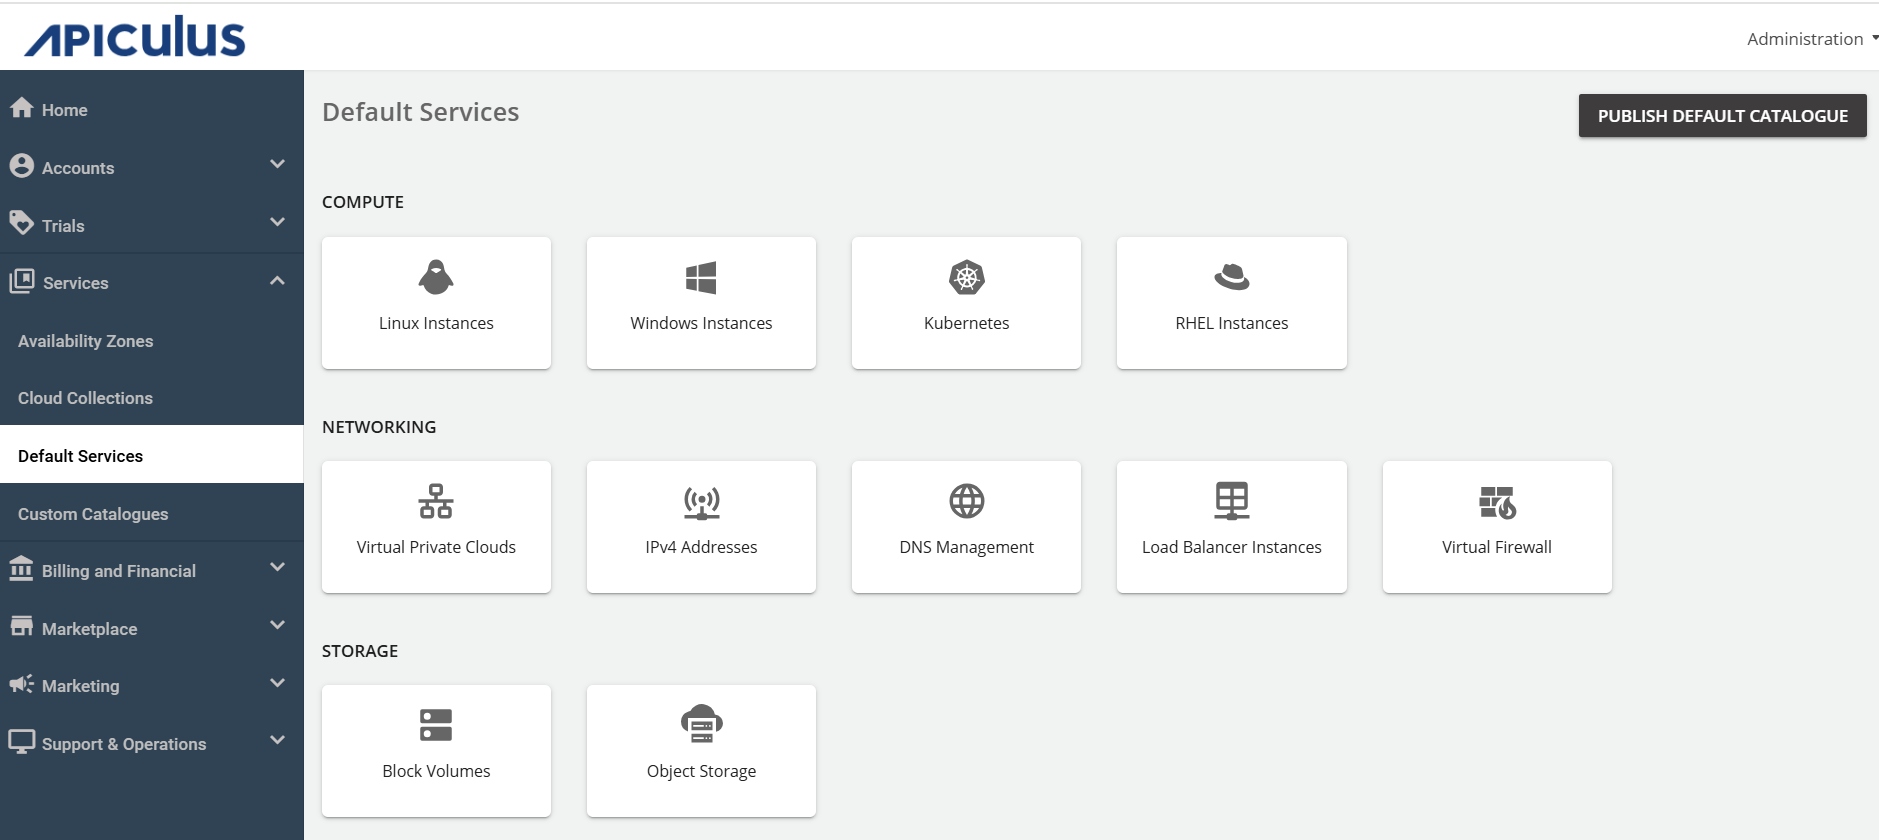 APICULUS
Administration
Home
Accounts
Trials
Services
Availability Zones
Cloud Collections
Default Services
Custom Catalogues
Billing and Financial
Marketplace
Marketing
Support & Operations
Default Services
PUBLISH DEFAULT CATALOGUE
COMPUTE
Linux Instances
Windows Instances
Kubernetes
RHEL Instances
NETWORKING
Virtual Private Clouds
IPv4 Addresses
DNS Management
Load Balancer Instances
Virtual Firewall
STORAGE
Block Volumes
Object Storage